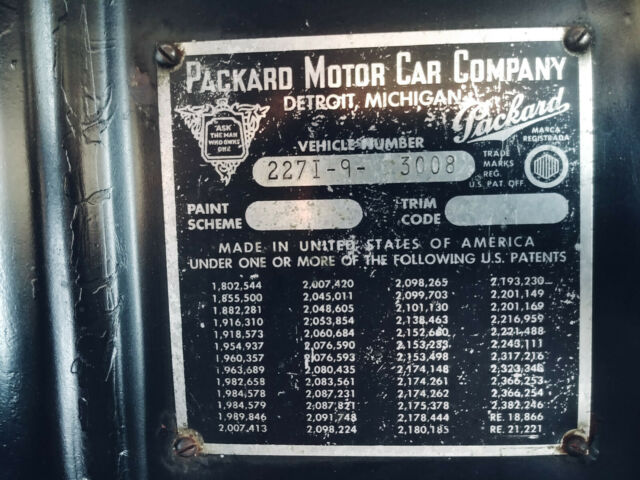 PACKARD MOTOR CAR COMPANY
DETROIT, MICHIGAN
Packard
"ASK
THE MAN
WHO OWNS
ONE
VEHICLE NUMBER
227I-9- 3008
MARCA
REGISTRADA
TRADE
MARKS
REG.
U.S. PAT. OFF.
PAINT
SCHEME
TRIM
CODE
MADE IN UNITED STATES OF AMERICA
UNDER ONE OR MORE OF THE FOLLOWING U.S. PATENTS
1,802,544 2,007,420 2,098,265 2,193,230
1,855,500 2,045,011 2,099,703 2,201,149
1,882,281 2,048,605 2,101,130 2,201,169
1,916,310 2,053,854 2,138,463 2,216,959
1,918,573 2,060,684 2,152,660 2,221,488
1,954,937 2,076,590 2,153,233 2,243,111
1,960,357 2,076,593 2,153,498 2,317,216
1,963,689 2,080,435 2,174,148 2,323,348
1,982,658 2,083,561 2,174,261 2,366,253
1,984,578 2,087,231 2,174,262 2,366,254
1,984,579 2,087,821 2,175,378 2,382,246
1,989,846 2,091,748 2,178,444 RE. 18,866
2,007,413 2,098,224 2,180,185 RE. 21,221